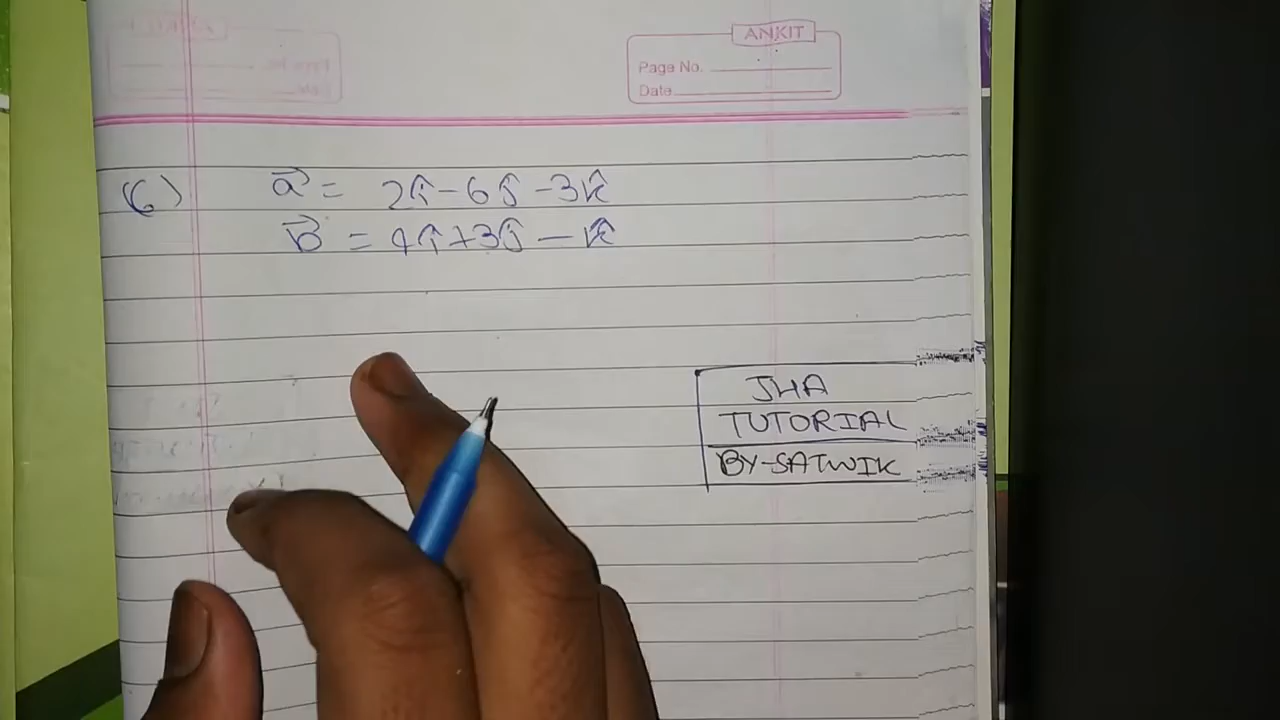 ANKIT
Page No.
Date
(6) a⃗ = 2î-6ĵ-3k̂
b⃗ = 4î+3ĵ-k̂
JHA
TUTORIAL
BY-SATWIK